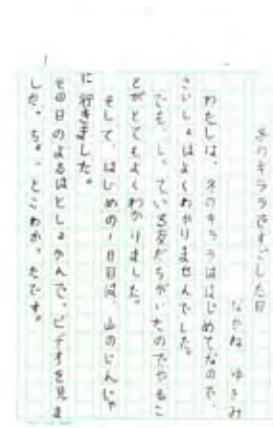 冬のキララですごした日
なかね ゆきみ
わたしは、冬のキララははじめてなので、
さいしょはよくわかりませんでした。
でも、しっている友だちがいたのでやるこ
とがとてもよくわかりました。
そして、はじめの1日目は、山のじんじゃ
に行きました。
その日のよるはとしょかんで、ビデオを見ま
した。ちょっとこわかったです。